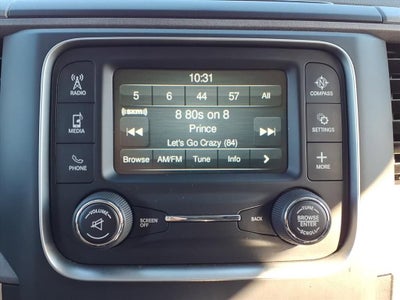 10:31
5 6 44 57 All
RADIO
COMPASS
((SXM))
8 80s on 8
Prince
Let's Go Crazy (84)
MEDIA
SETTINGS
PHONE
MORE
Browse AM/FM Tune Info >
VOLUME
SCREEN OFF
BACK
TUNE
BROWSE
ENTER
SCROLL